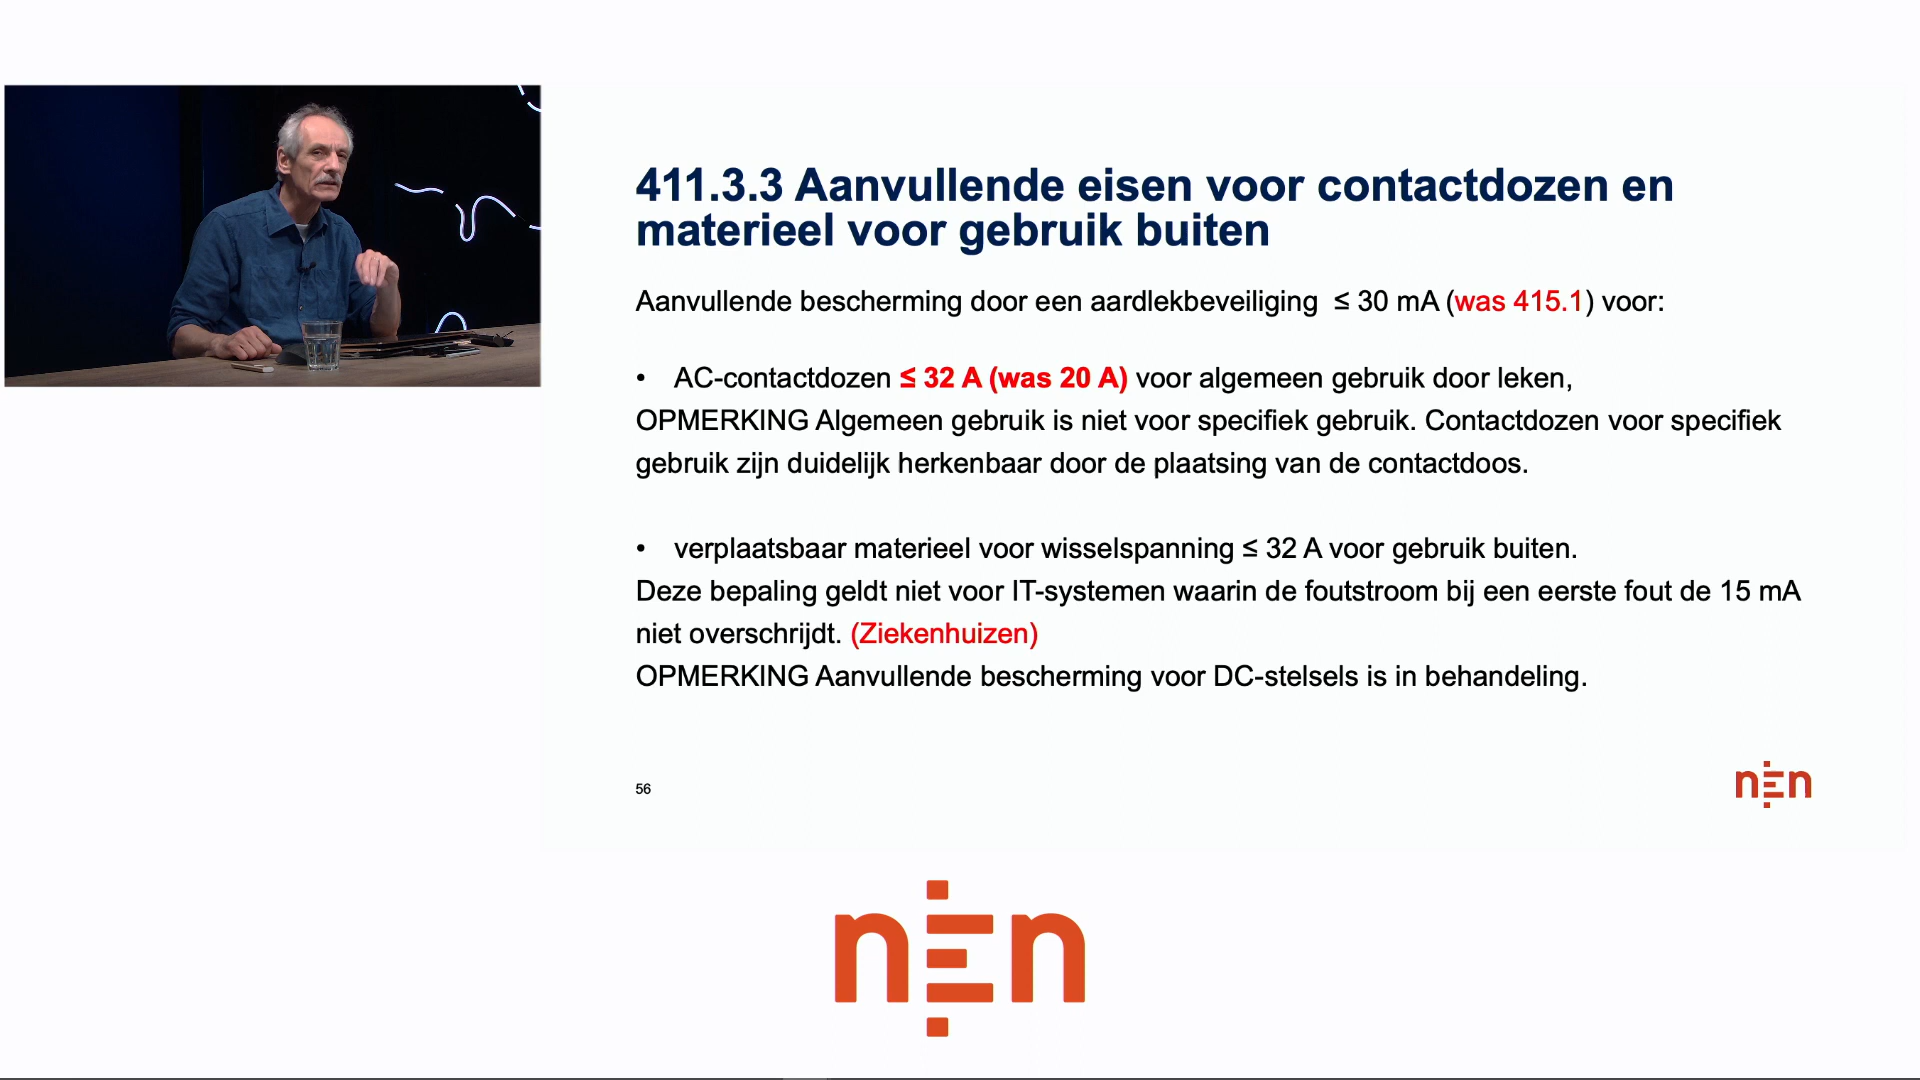 411.3.3 Aanvullende eisen voor contactdozen en
materieel voor gebruik buiten
Aanvullende bescherming door een aardlekbeveiliging ≤ 30 mA (was 415.1) voor:
• AC-contactdozen ≤ 32 A (was 20 A) voor algemeen gebruik door leken,
OPMERKING Algemeen gebruik is niet voor specifiek gebruik. Contactdozen voor specifiek
gebruik zijn duidelijk herkenbaar door de plaatsing van de contactdoos.
• verplaatsbaar materieel voor wisselspanning ≤ 32 A voor gebruik buiten.
Deze bepaling geldt niet voor IT-systemen waarin de foutstroom bij een eerste fout de 15 mA
niet overschrijdt. (Ziekenhuizen)
OPMERKING Aanvullende bescherming voor DC-stelsels is in behandeling.
56
nen
nen